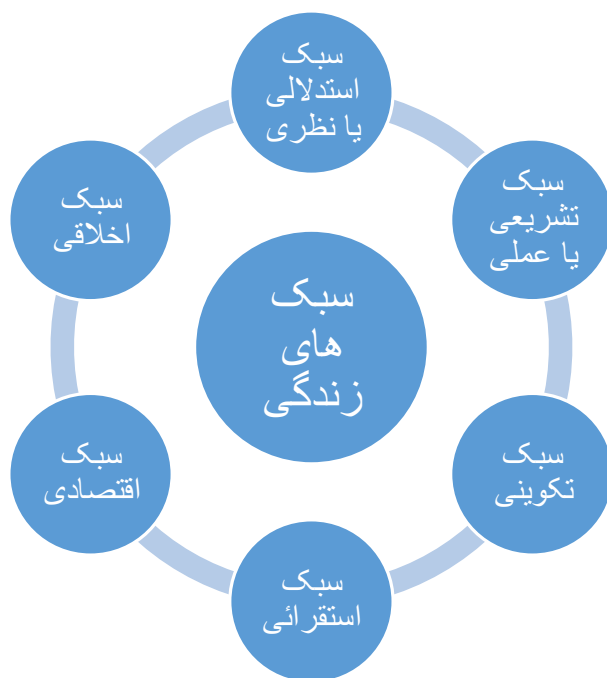 سبک
استدلالی
یا نظری
سبک
تشریعی
یا عملی
سبک
تکوینی
سبک
استقرائی
سبک
اقتصادی
سبک
اخلاقی
سبک
های
زندگی